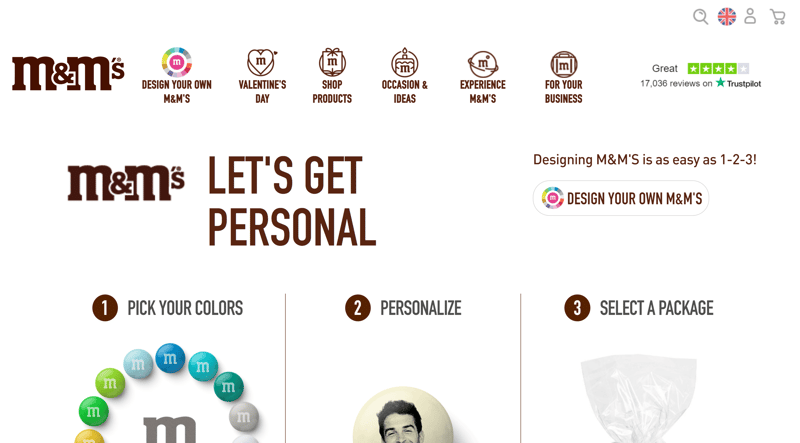 m&m's®
DESIGN YOUR OWN
M&M'S
VALENTINE'S
DAY
SHOP
PRODUCTS
OCCASION &
IDEAS
EXPERIENCE
M&M'S
FOR YOUR
BUSINESS
Great
17,036 reviews on Trustpilot
m&m's®
LET'S GET
PERSONAL
Designing M&M'S is as easy as 1-2-3!
DESIGN YOUR OWN M&M'S
1 PICK YOUR COLORS
2 PERSONALIZE
3 SELECT A PACKAGE
m
m
m
m
m
m
m
m